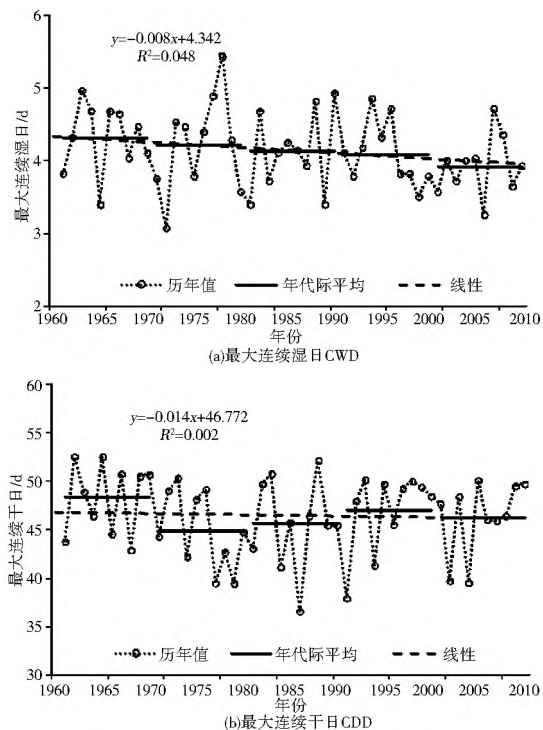 y=-0.008x+4.342
R²=0.048
6
5
4
3
2
最大连续湿日/d
历年值 年代际平均 线性
1960 1965 1970 1975 1980 1985 1990 1995 2000 2005 2010
年份
(a)最大连续湿日CWD
y=-0.014x+46.772
R²=0.002
60
55
50
45
40
35
30
最大连续干日/d
历年值 年代际平均 线性
1960 1965 1970 1975 1980 1985 1990 1995 2000 2005 2010
年份
(b)最大连续干日CDD